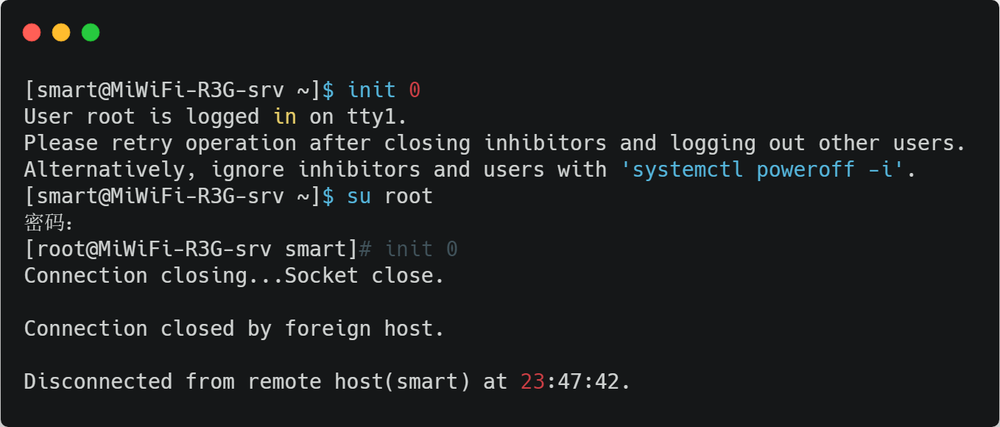 [smart@MiWiFi-R3G-srv ~]$ init 0
User root is logged in on tty1.
Please retry operation after closing inhibitors and logging out other users.
Alternatively, ignore inhibitors and users with 'systemctl poweroff -i'.
[smart@MiWiFi-R3G-srv ~]$ su root
密码：
[root@MiWiFi-R3G-srv smart]# init 0
Connection closing...Socket close.
Connection closed by foreign host.
Disconnected from remote host(smart) at 23:47:42.